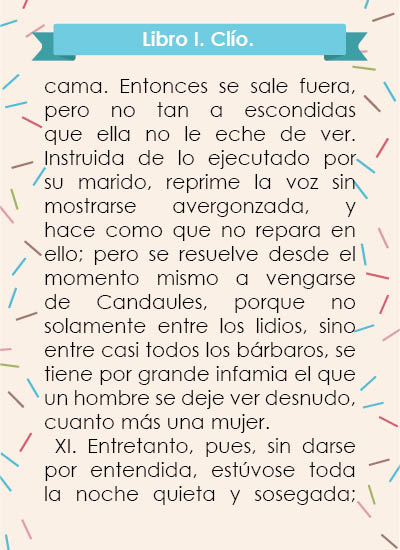 Libro I. Clío.
cama. Entonces se sale fuera,
pero no tan a escondidas
que ella no le eche de ver.
Instruida de lo ejecutado por
su marido, reprime la voz sin
mostrarse avergonzada, y
hace como que no repara en
ello; pero se resuelve desde el
momento mismo a vengarse
de Candaules, porque no
solamente entre los lidios, sino
entre casi todos los bárbaros, se
tiene por grande infamia el que
un hombre se deje ver desnudo,
cuanto más una mujer.
XI. Entretanto, pues, sin darse
por entendida, estúvose toda
la noche quieta y sosegada;